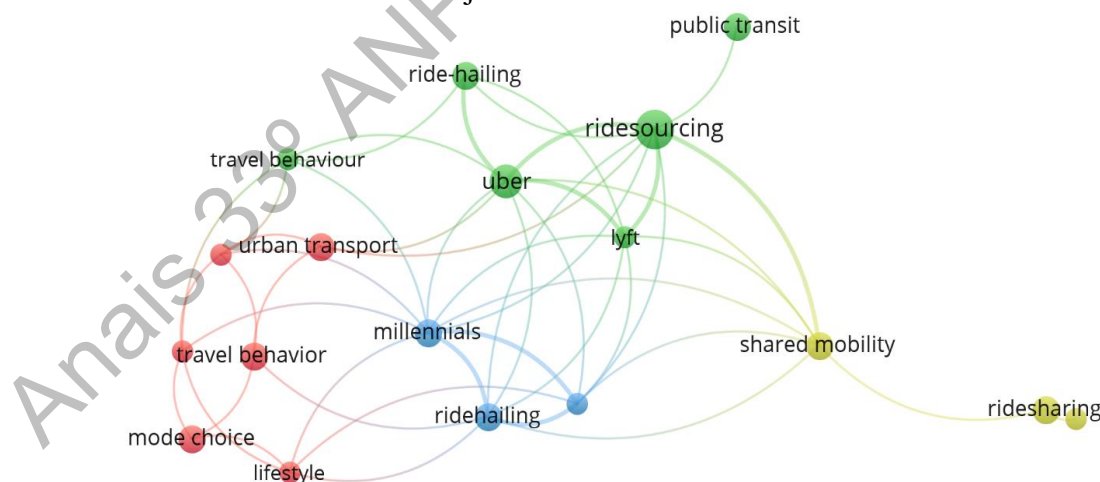 public transit
ride-hailing
ridesourcing
travel behaviour
uber
lyft
urban transport
millennials
shared mobility
travel behavior
ridehailing
ridesharing
mode choice
lifestyle
Anais 33º ANP